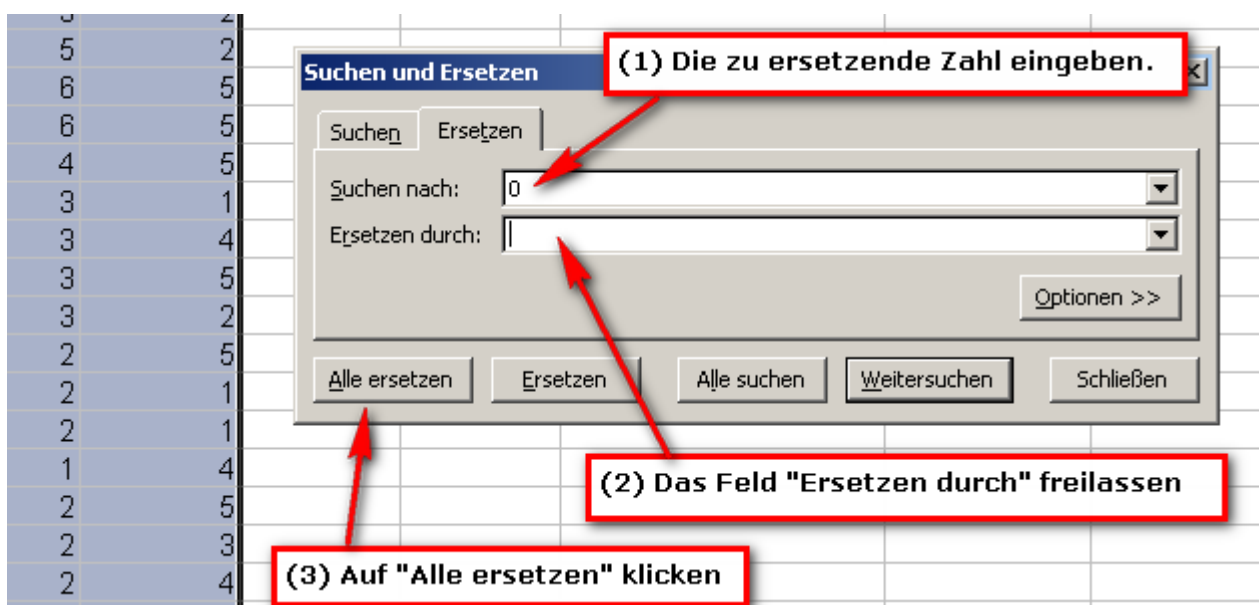 3 2
5 2
6 5
6 5
4 5
3 1
3 4
3 5
3 2
2 5
2 1
2 1
1 4
2 5
2 3
2 4
Suchen und Ersetzen
(1) Die zu ersetzende Zahl eingeben.
Suchen Ersetzen
Suchen nach: 0
Ersetzen durch:
Optionen >>
Alle ersetzen Ersetzen Alle suchen Weitersuchen Schließen
(2) Das Feld "Ersetzen durch" freilassen
(3) Auf "Alle ersetzen" klicken